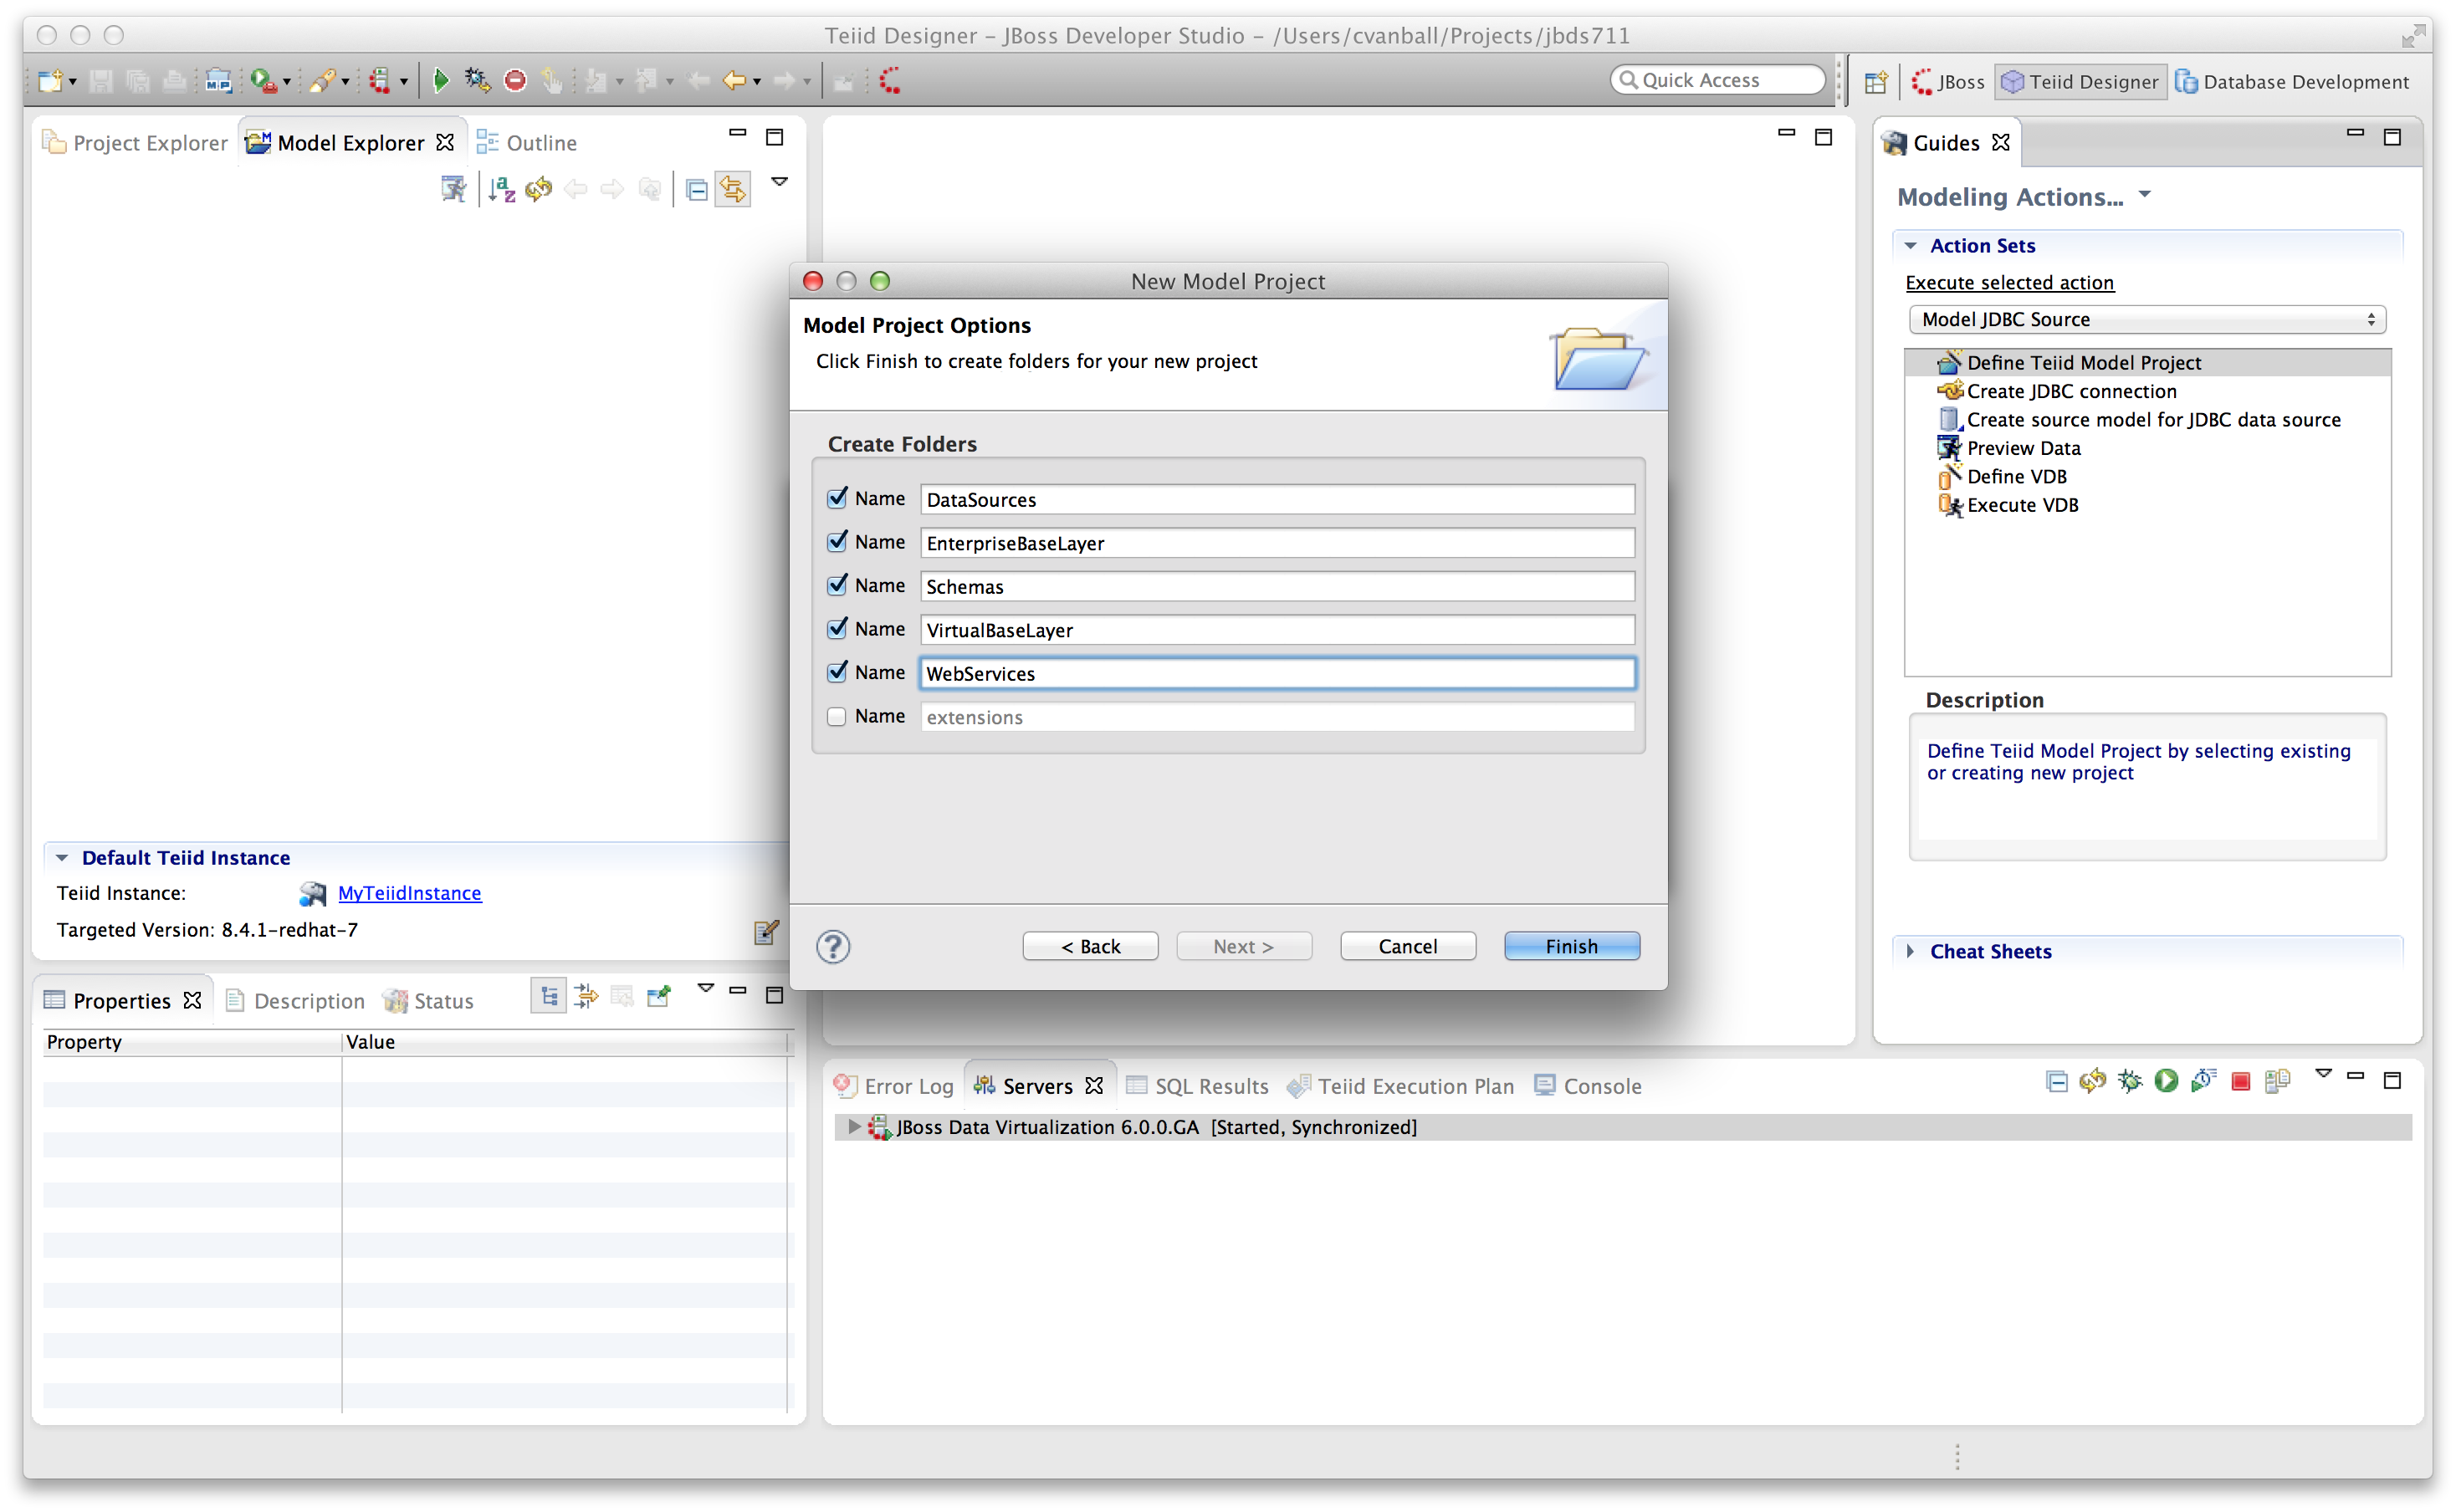 Teiid Designer – JBoss Developer Studio – /Users/cvanball/Projects/jbds711
Quick Access
JBoss
Teiid Designer
Database Development
Project Explorer
Model Explorer
Outline
Default Teiid Instance
Teiid Instance:
MyTeiidInstance
Targeted Version: 8.4.1-redhat-7
Properties
Description
Status
Property
Value
New Model Project
Model Project Options
Click Finish to create folders for your new project
Create Folders
Name DataSources
Name EnterpriseBaseLayer
Name Schemas
Name VirtualBaseLayer
Name WebServices
Name extensions
?
< Back
Next >
Cancel
Finish
Guides
Modeling Actions...
Action Sets
Execute selected action
Model JDBC Source
Define Teiid Model Project
Create JDBC connection
Create source model for JDBC data source
Preview Data
Define VDB
Execute VDB
Description
Define Teiid Model Project by selecting existing
or creating new project
Cheat Sheets
Error Log
Servers
SQL Results
Teiid Execution Plan
Console
JBoss Data Virtualization 6.0.0.GA [Started, Synchronized]